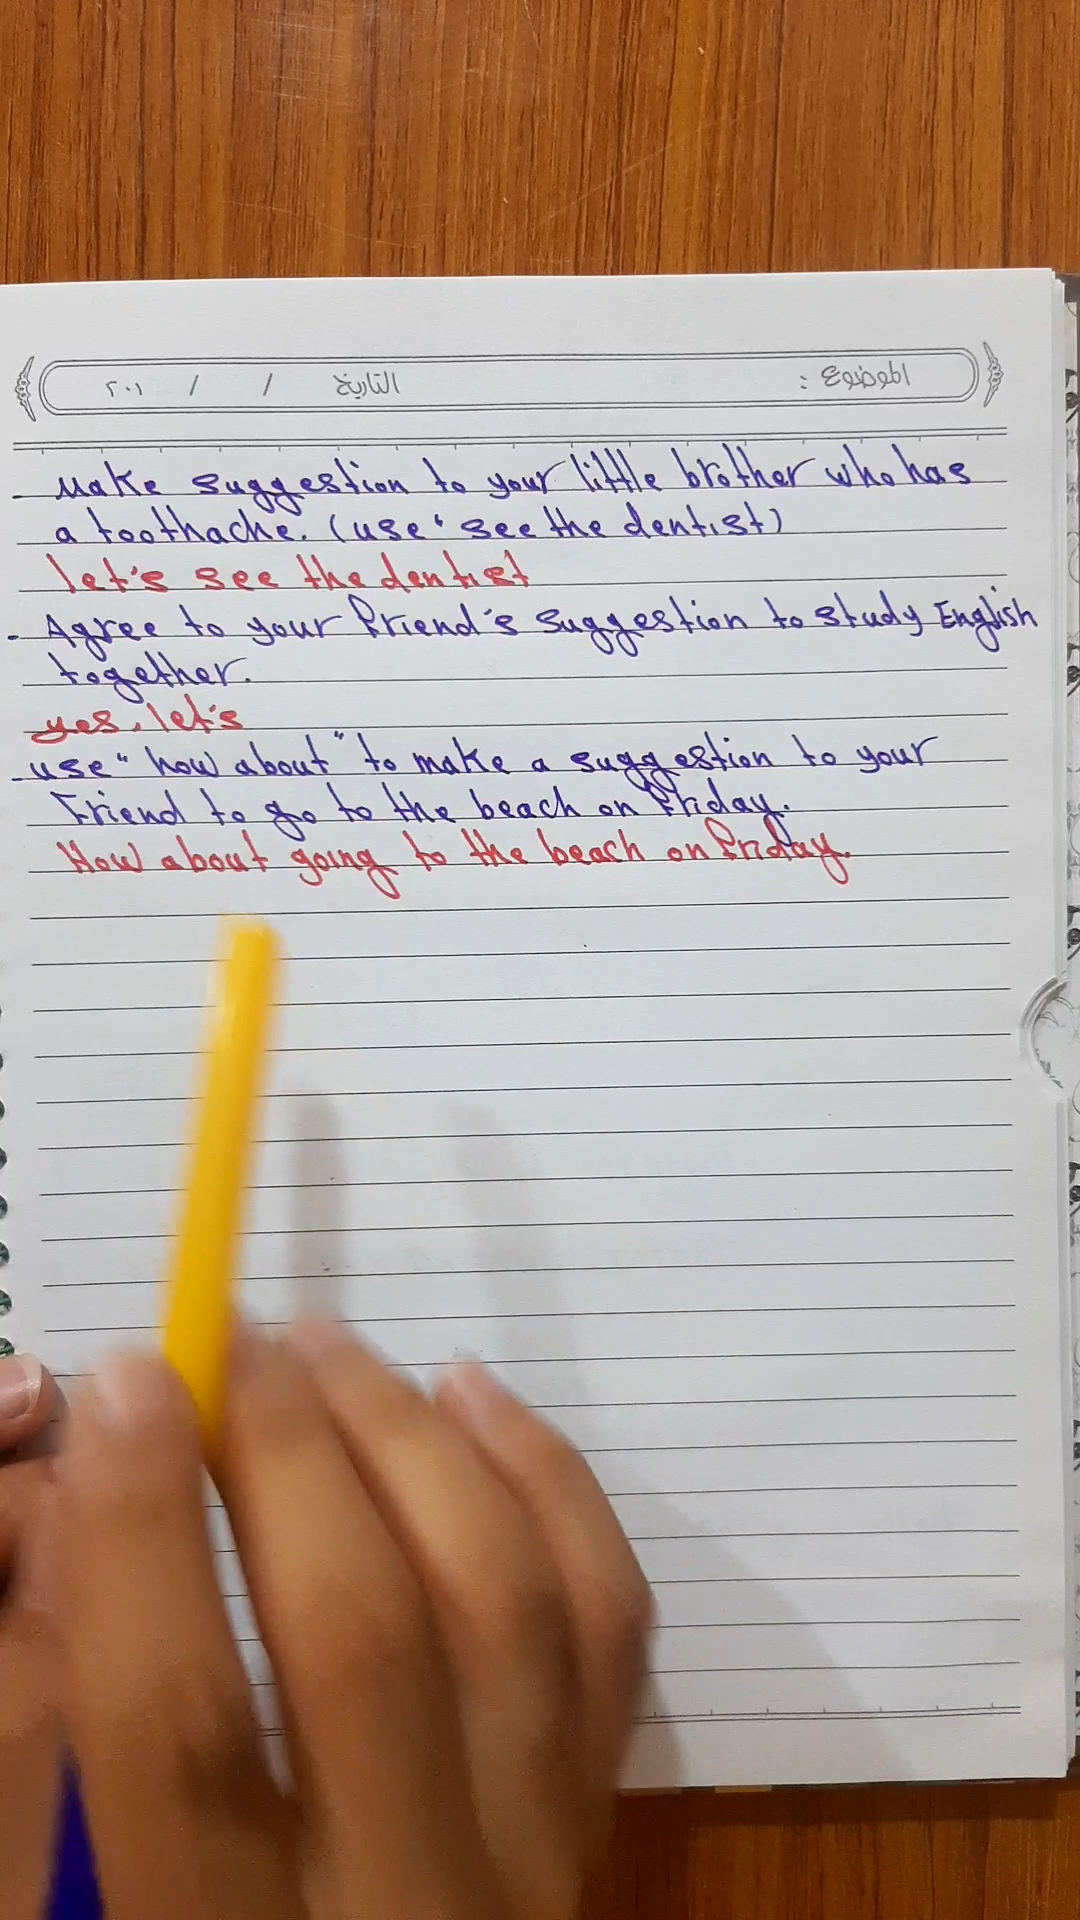 الموضوع : التاريخ / / ٢٠١
- Make suggestion to your little brother who has
a toothache. (use "see the dentist)
let's see the dentist
- Agree to your friend's suggestion to study English
together.
yes, let's
- use "how about" to make a suggestion to your
Friend to go to the beach on Friday.
How about going to the beach on friday.